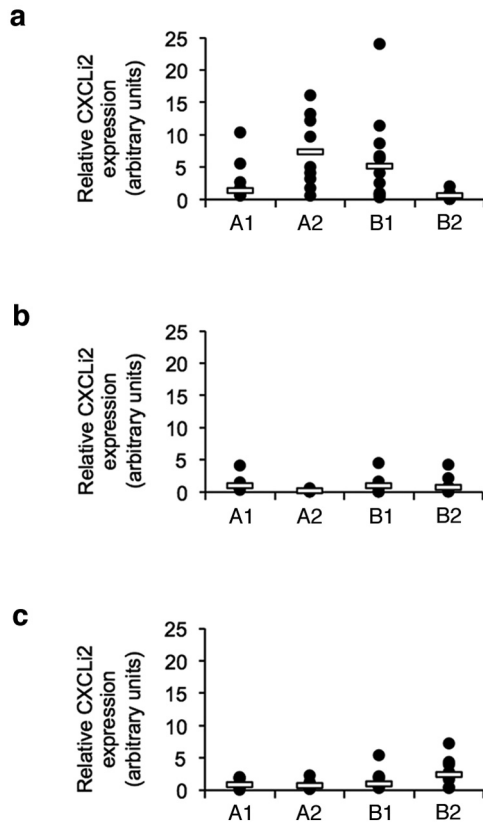 a
Relative CXCLi2
expression
(arbitrary units)
25
20
15
10
5
0
A1 A2 B1 B2
b
Relative CXCLi2
expression
(arbitrary units)
25
20
15
10
5
0
A1 A2 B1 B2
c
Relative CXCLi2
expression
(arbitrary units)
25
20
15
10
5
0
A1 A2 B1 B2